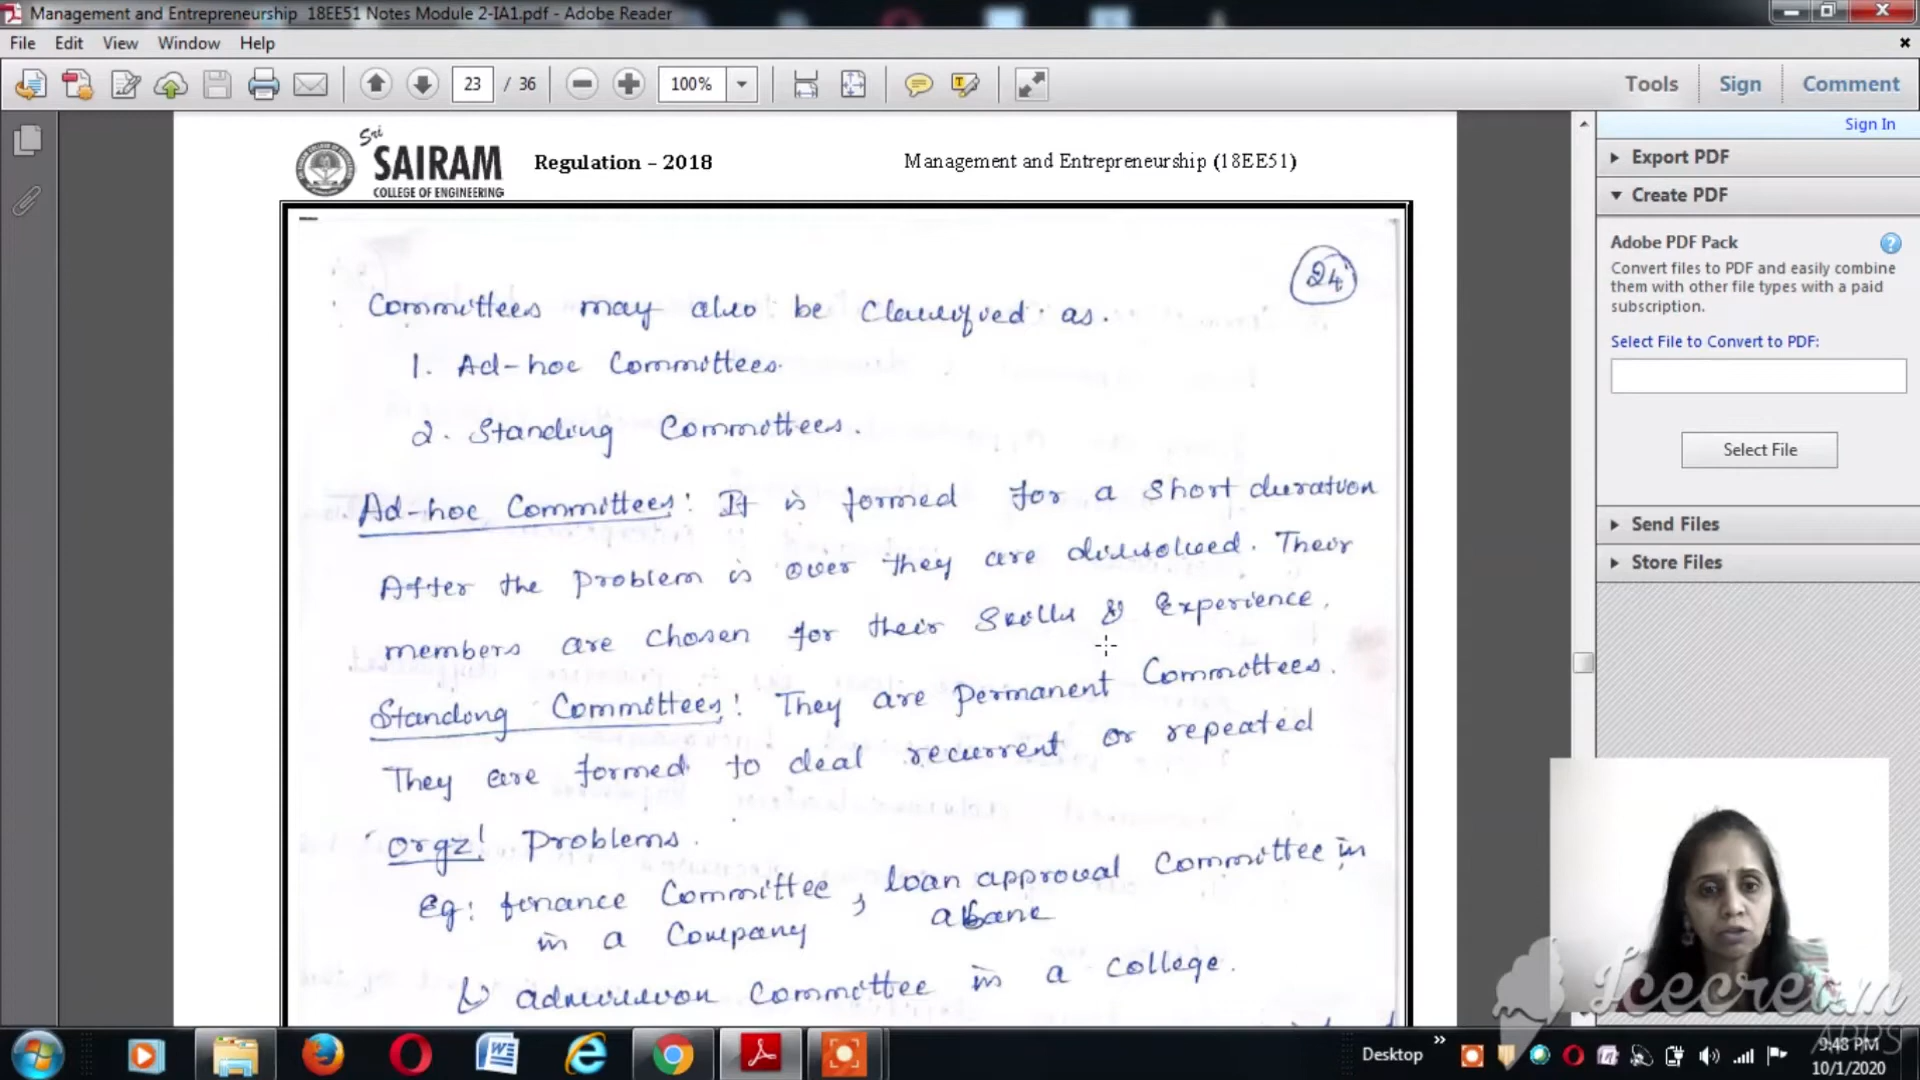 Management and Entrepreneurship 18EE51 Notes Module 2-IA1.pdf - Adobe Reader
File Edit View Window Help
23 / 36 100% Tools Sign Comment
Sign In
Export PDF
Create PDF
Adobe PDF Pack
Convert files to PDF and easily combine
them with other file types with a paid
subscription.
Select File to Convert to PDF:
Select File
Send Files
Store Files
Sri
SAIRAM
COLLEGE OF ENGINEERING
Regulation – 2018
Management and Entrepreneurship (18EE51)
24
Committees may also be classified as.
1. Ad-hoc Committees.
2. Standing Committees.
Ad-hoc Committees: It is formed for a short duration
After the problem is over they are dissolved. Their
members are chosen for their skills & Experience.
Standing Committees: They are permanent Committees.
They are formed to deal recurrent or repeated
orgz! Problems.
Eg: finance Committee, loan approval Committee in
in a Company a bank
admission Committee in a college.
Icecream
APPS
Desktop
9:48 PM
10/1/2020